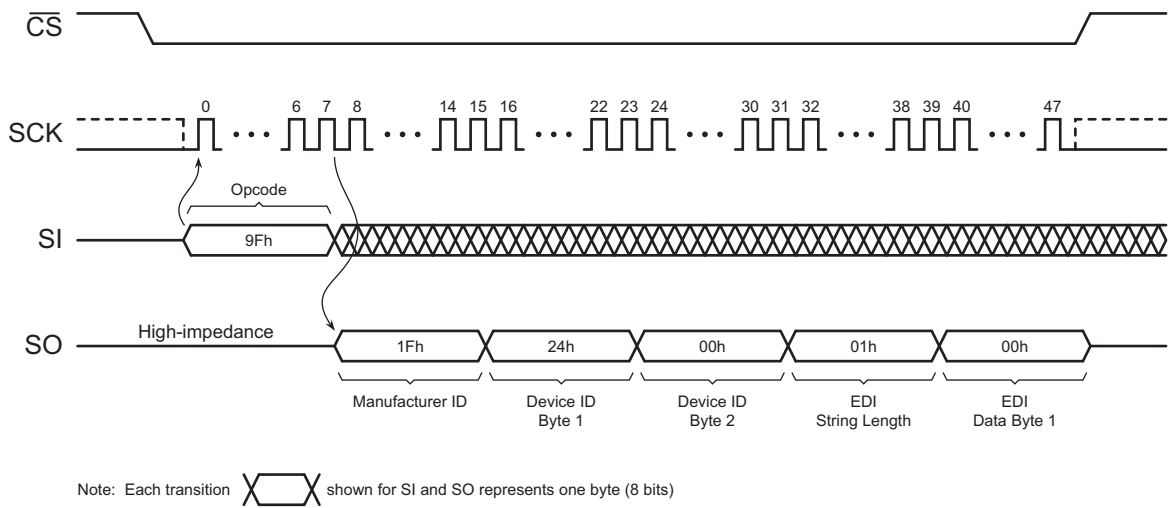 CS
SCK
0 6 7 8 14 15 16 22 23 24 30 31 32 38 39 40 47
Opcode
SI
9Fh
High-impedance
SO
1Fh 24h 00h 01h 00h
Manufacturer ID Device ID EDI Device ID EDI
Byte 1 Byte 2 String Length Data Byte 1
Note: Each transition shown for SI and SO represents one byte (8 bits)